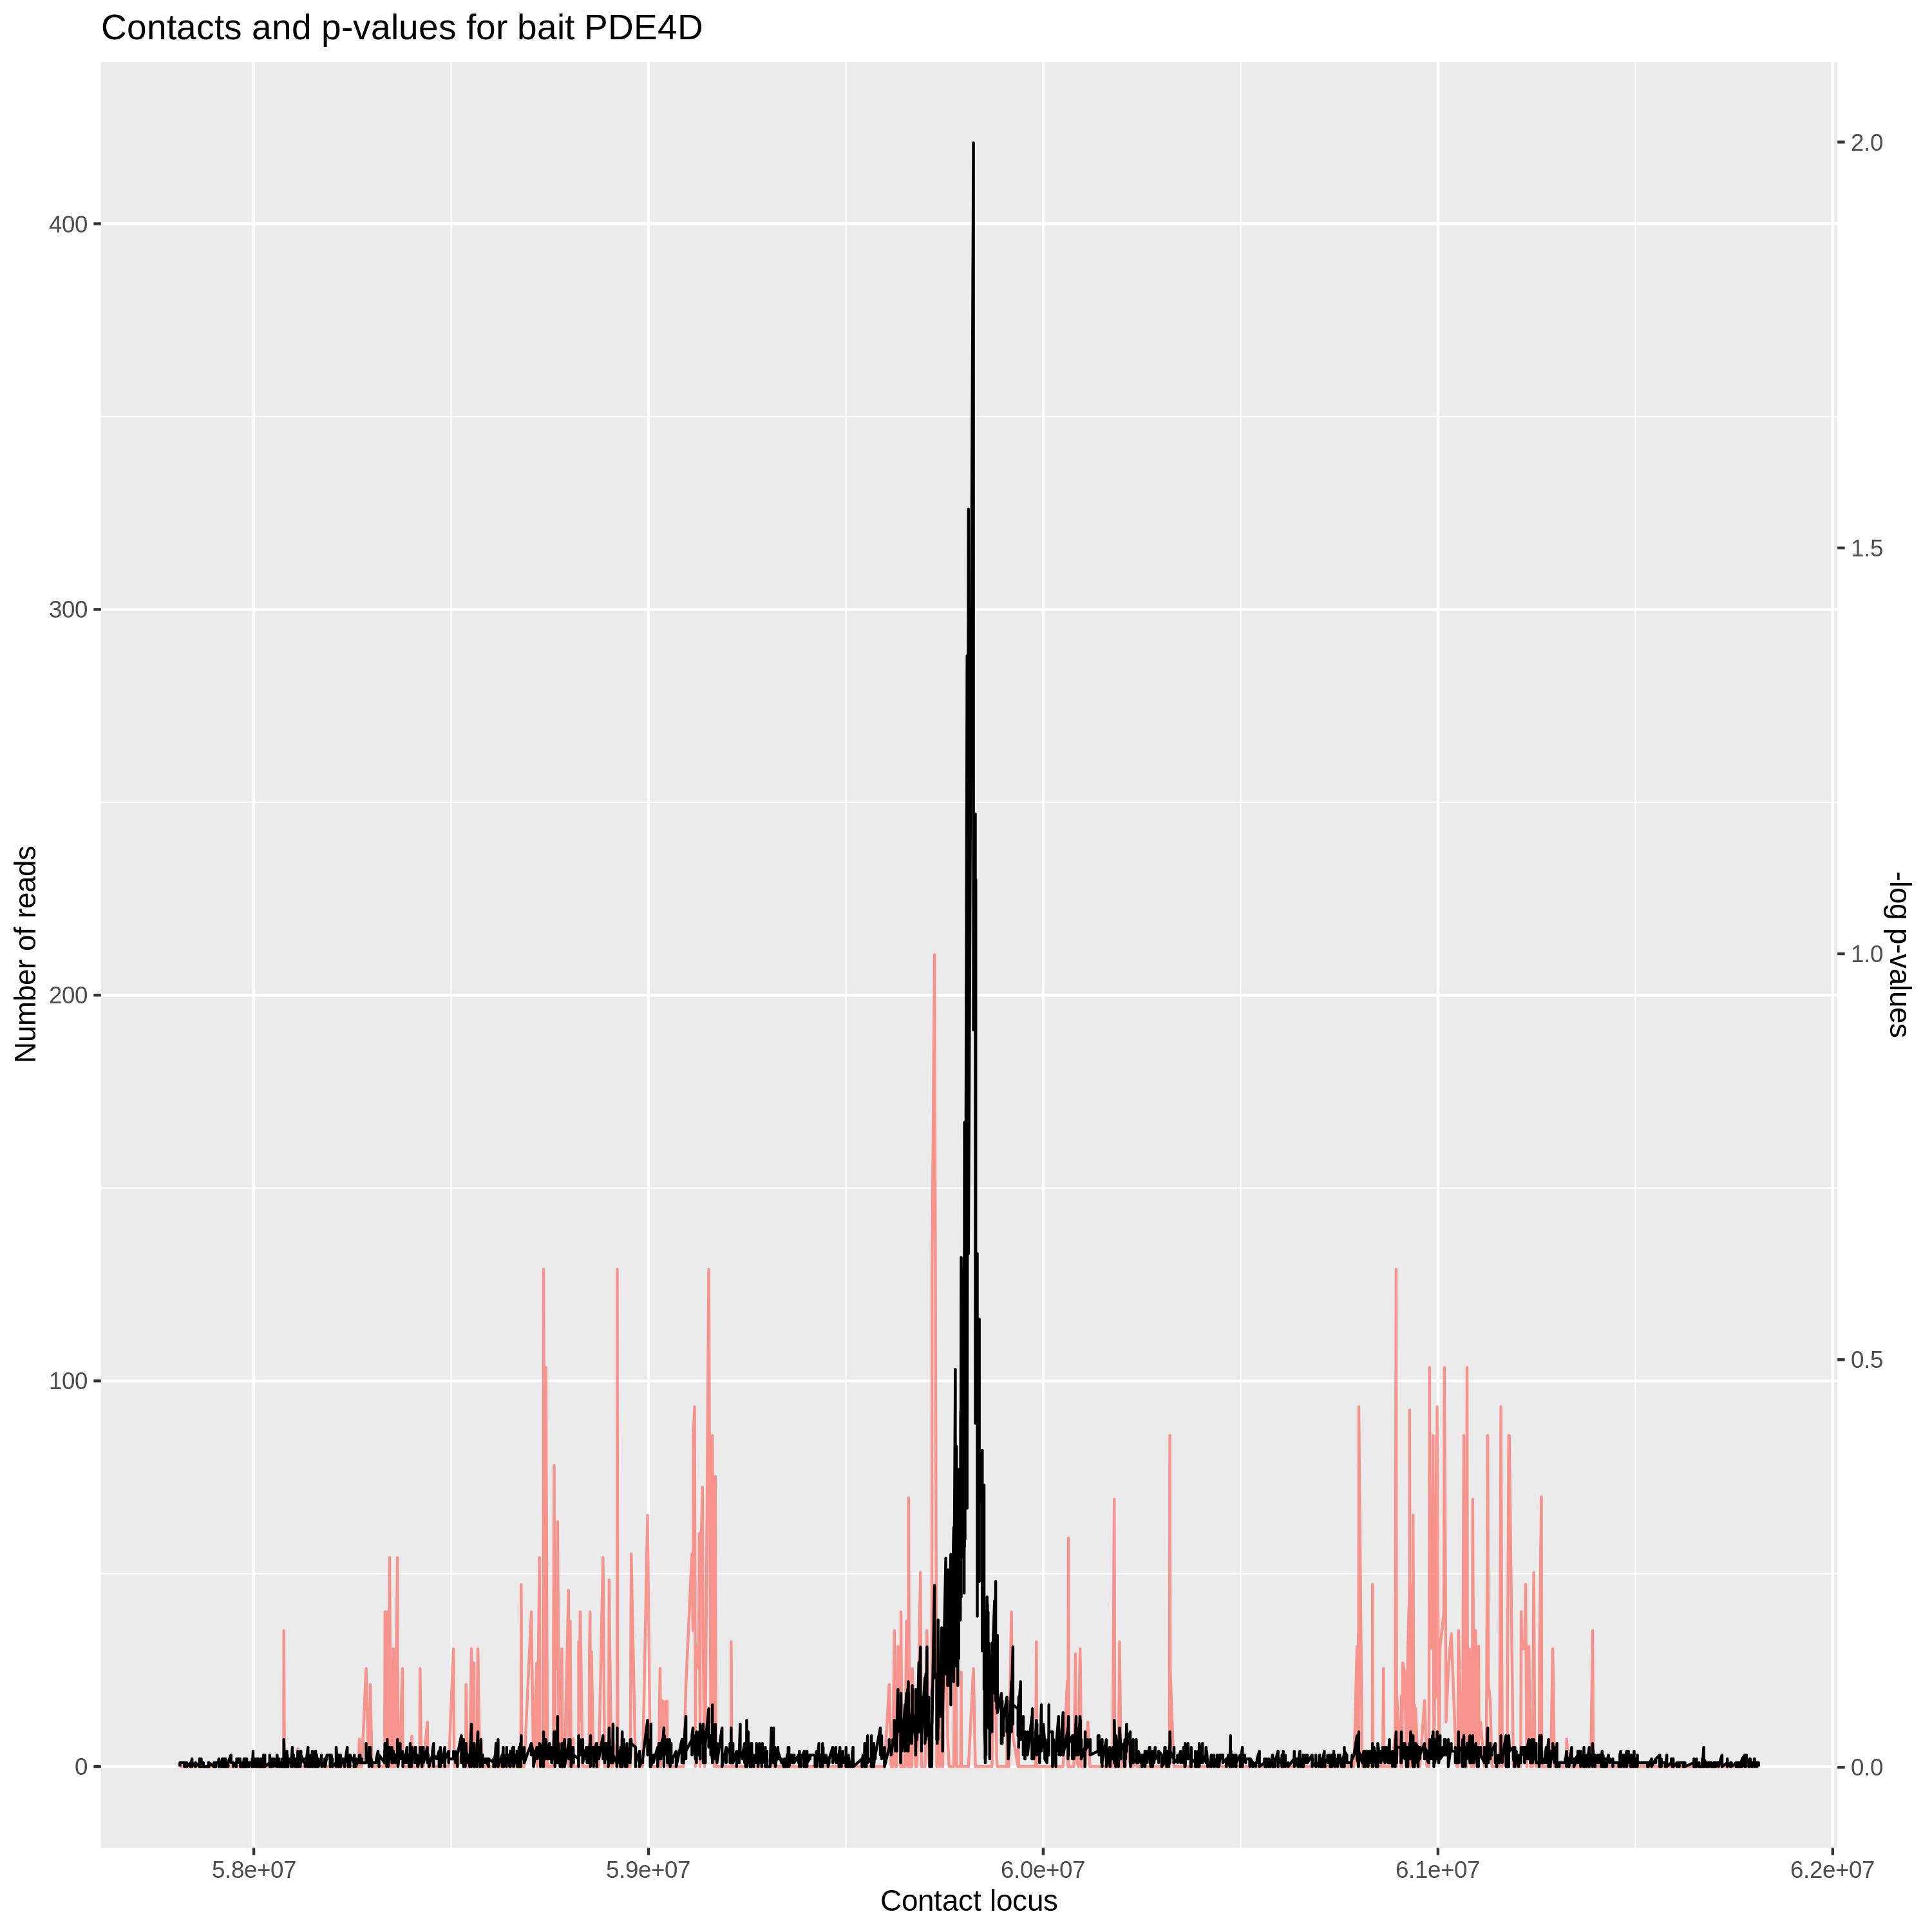 Contacts and p-values for bait PDE4D
Number of reads
400
300
200
100
0
2.0
1.5
1.0
0.5
0.0
-log p-values
5.8e+07 5.9e+07 6.0e+07 6.1e+07 6.2e+07
Contact locus